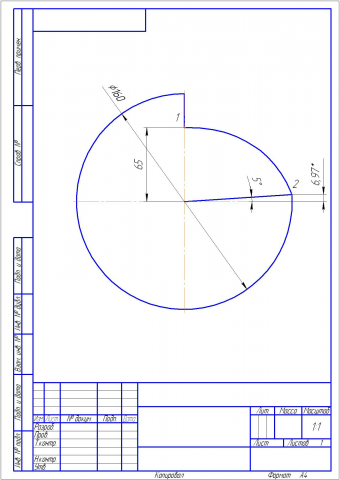 Перв. примен.
Справ. №
Подп. и дата
Инв. № дубл.
Взам. инв. №
Подп. и дата
Инв. № подл.
⌀160
1
65
5°
2
6,97*
Изм Лист № докум. Подп. Дата
Разраб.
Пров.
Т.контр.
Н.контр.
Утв.
Лит Масса Масштаб
1:1
Лист Листов 1
Копировал Формат А4